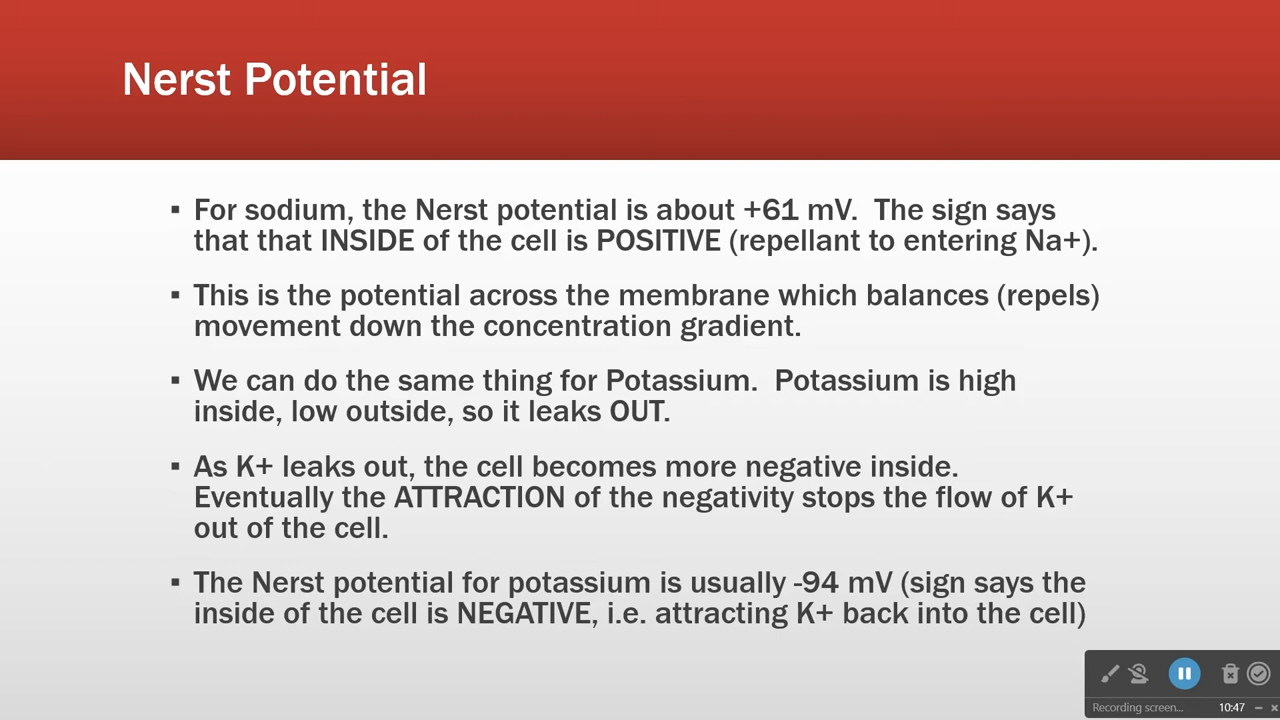 Nerst Potential
▪ For sodium, the Nerst potential is about +61 mV.  The sign says
that that INSIDE of the cell is POSITIVE (repellant to entering Na+).
▪ This is the potential across the membrane which balances (repels)
movement down the concentration gradient.
▪ We can do the same thing for Potassium.  Potassium is high
inside, low outside, so it leaks OUT.
▪ As K+ leaks out, the cell becomes more negative inside.
Eventually the ATTRACTION of the negativity stops the flow of K+
out of the cell.
▪ The Nerst potential for potassium is usually -94 mV (sign says the
inside of the cell is NEGATIVE, i.e. attracting K+ back into the cell)
Recording screen... 10:47